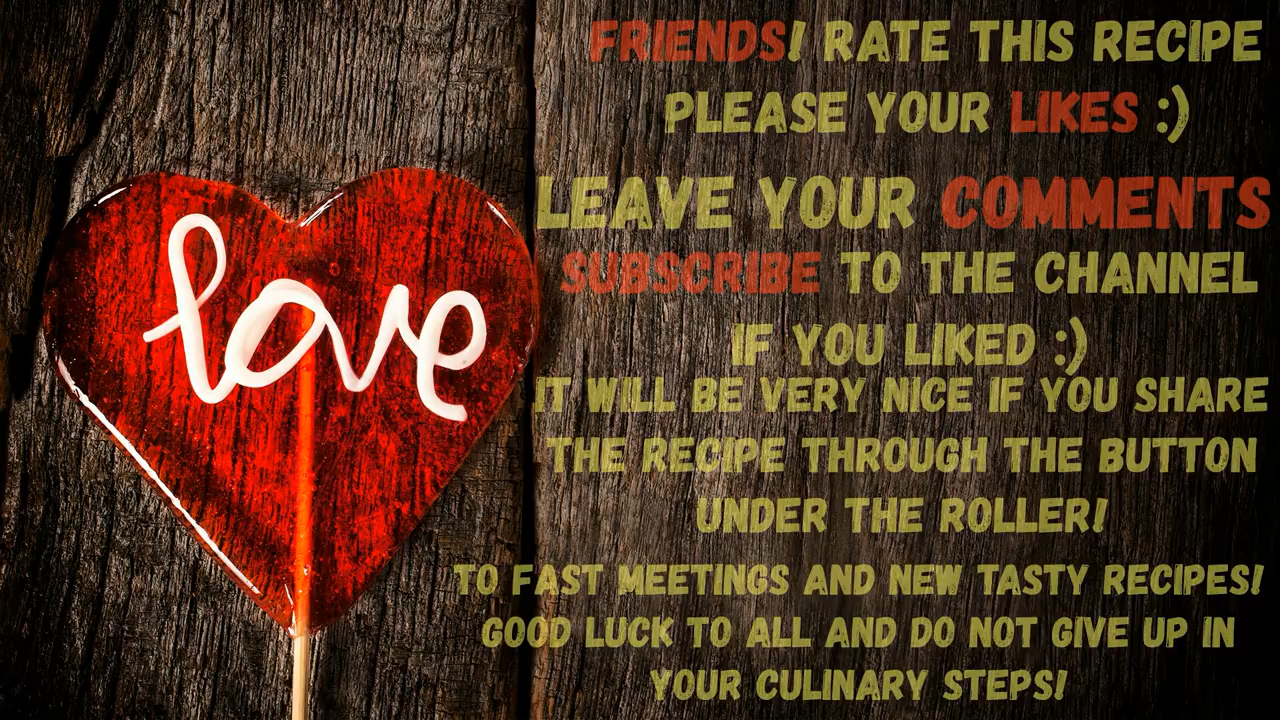 love
FRIENDS! RATE THIS RECIPE
PLEASE YOUR LIKES :)
LEAVE YOUR COMMENTS
SUBSCRIBE TO THE CHANNEL
IF YOU LIKED :)
IT WILL BE VERY NICE IF YOU SHARE
THE RECIPE THROUGH THE BUTTON
UNDER THE ROLLER!
TO FAST MEETINGS AND NEW TASTY RECIPES!
GOOD LUCK TO ALL AND DO NOT GIVE UP IN
YOUR CULINARY STEPS!